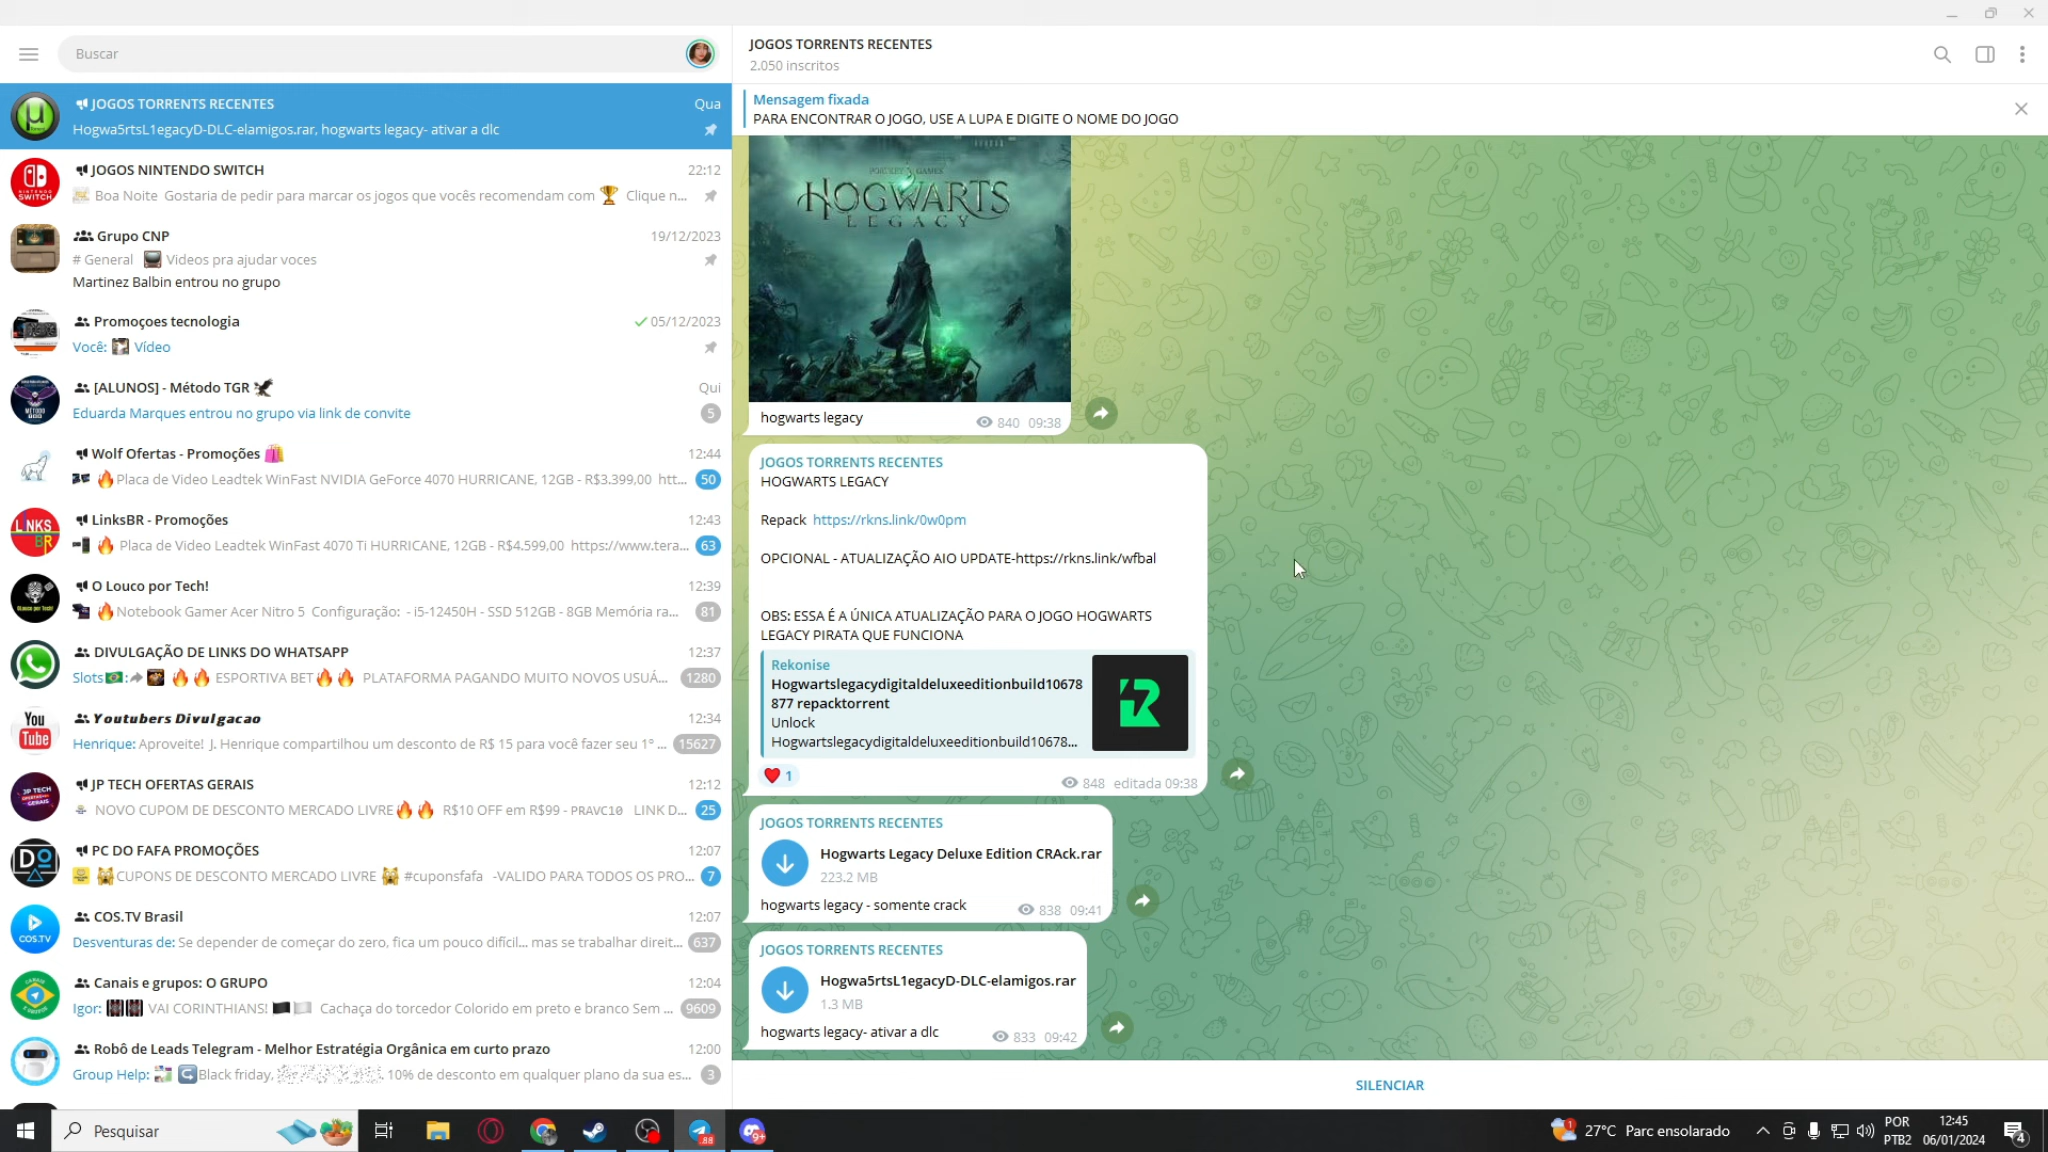 Buscar
JOGOS TORRENTS RECENTES
Qua
Hogwa5rtsL1egacyD-DLC-elamigos.rar, hogwarts legacy- ativar a dlc
NINTENDO
SWITCH
JOGOS NINTENDO SWITCH
22:12
Boa Noite Gostaria de pedir para marcar os jogos que vocês recomendam com 🏆 Clique n...
Grupo CNP
19/12/2023
# General Videos pra ajudar voces
Martinez Balbin entrou no grupo
Promoçoes tecnologia
05/12/2023
Você: Vídeo
[ALUNOS] - Método TGR
Qui
Eduarda Marques entrou no grupo via link de convite
5
Wolf Ofertas - Promoções 🛍️
12:44
🔥Placa de Vídeo Leadtek WinFast NVIDIA GeForce 4070 HURRICANE, 12GB - R$3.399,00 htt...
50
LINKS
BR
LinksBR - Promoções
12:43
🔥 Placa de Vídeo Leadtek WinFast 4070 Ti HURRICANE, 12GB - R$4.599,00 https://www.tera...
63
O Louco por Tech!
12:39
🔥Notebook Gamer Acer Nitro 5 Configuração: - i5-12450H - SSD 512GB - 8GB Memória ra...
81
DIVULGAÇÃO DE LINKS DO WHATSAPP
12:37
Slots🇧🇷: 🔥🔥 ESPORTIVA BET🔥🔥 PLATAFORMA PAGANDO MUITO NOVOS USUÁ...
1280
You
Tube
Youtubers Divulgacao
12:34
Henrique: Aproveite! J. Henrique compartilhou um desconto de R$ 15 para você fazer seu 1° ...
15627
JP TECH
OFERTAS
GERAIS
JP TECH OFERTAS GERAIS
12:12
NOVO CUPOM DE DESCONTO MERCADO LIVRE🔥🔥 R$10 OFF em R$99 - PRAVC10 LINK D...
25
PC DO FAFA PROMOÇÕES
12:07
🙀CUPONS DE DESCONTO MERCADO LIVRE 🙀 #cuponsfafa -VALIDO PARA TODOS OS PRO...
7
COS.TV
COS.TV Brasil
12:07
Desventuras de: Se depender de começar do zero, fica um pouco difícil... mas se trabalhar direit...
637
Canais e grupos: O GRUPO
12:04
Igor: VAI CORINTHIANS! 🏴🏳️ Cachaça do torcedor Colorido em preto e branco Sem ...
9609
Robô de Leads Telegram - Melhor Estratégia Orgânica em curto prazo
12:00
Group Help: Black friday, 10% de desconto em qualquer plano da sua es...
3
JOGOS TORRENTS RECENTES
2.050 inscritos
Mensagem fixada
PARA ENCONTRAR O JOGO, USE A LUPA E DIGITE O NOME DO JOGO
HOGWARTS
LEGACY
hogwarts legacy
840 09:38
JOGOS TORRENTS RECENTES
HOGWARTS LEGACY
Repack https://rkns.link/0w0pm
OPCIONAL - ATUALIZAÇÃO AIO UPDATE-https://rkns.link/wfbal
OBS: ESSA É A ÚNICA ATUALIZAÇÃO PARA O JOGO HOGWARTS
LEGACY PIRATA QUE FUNCIONA
Rekonise
Hogwartslegacydigitaldeluxeeditionbuild10678
877 repacktorrent
Unlock
Hogwartslegacydigitaldeluxeeditionbuild10678...
❤️ 1
848 editada 09:38
JOGOS TORRENTS RECENTES
Hogwarts Legacy Deluxe Edition CRAck.rar
223.2 MB
hogwarts legacy - somente crack
838 09:41
JOGOS TORRENTS RECENTES
Hogwa5rtsL1egacyD-DLC-elamigos.rar
1.3 MB
hogwarts legacy- ativar a dlc
833 09:42
SILENCIAR
Pesquisar
.88
9+
1
27°C Parc ensolarado
POR
PTB2
12:45
06/01/2024
4